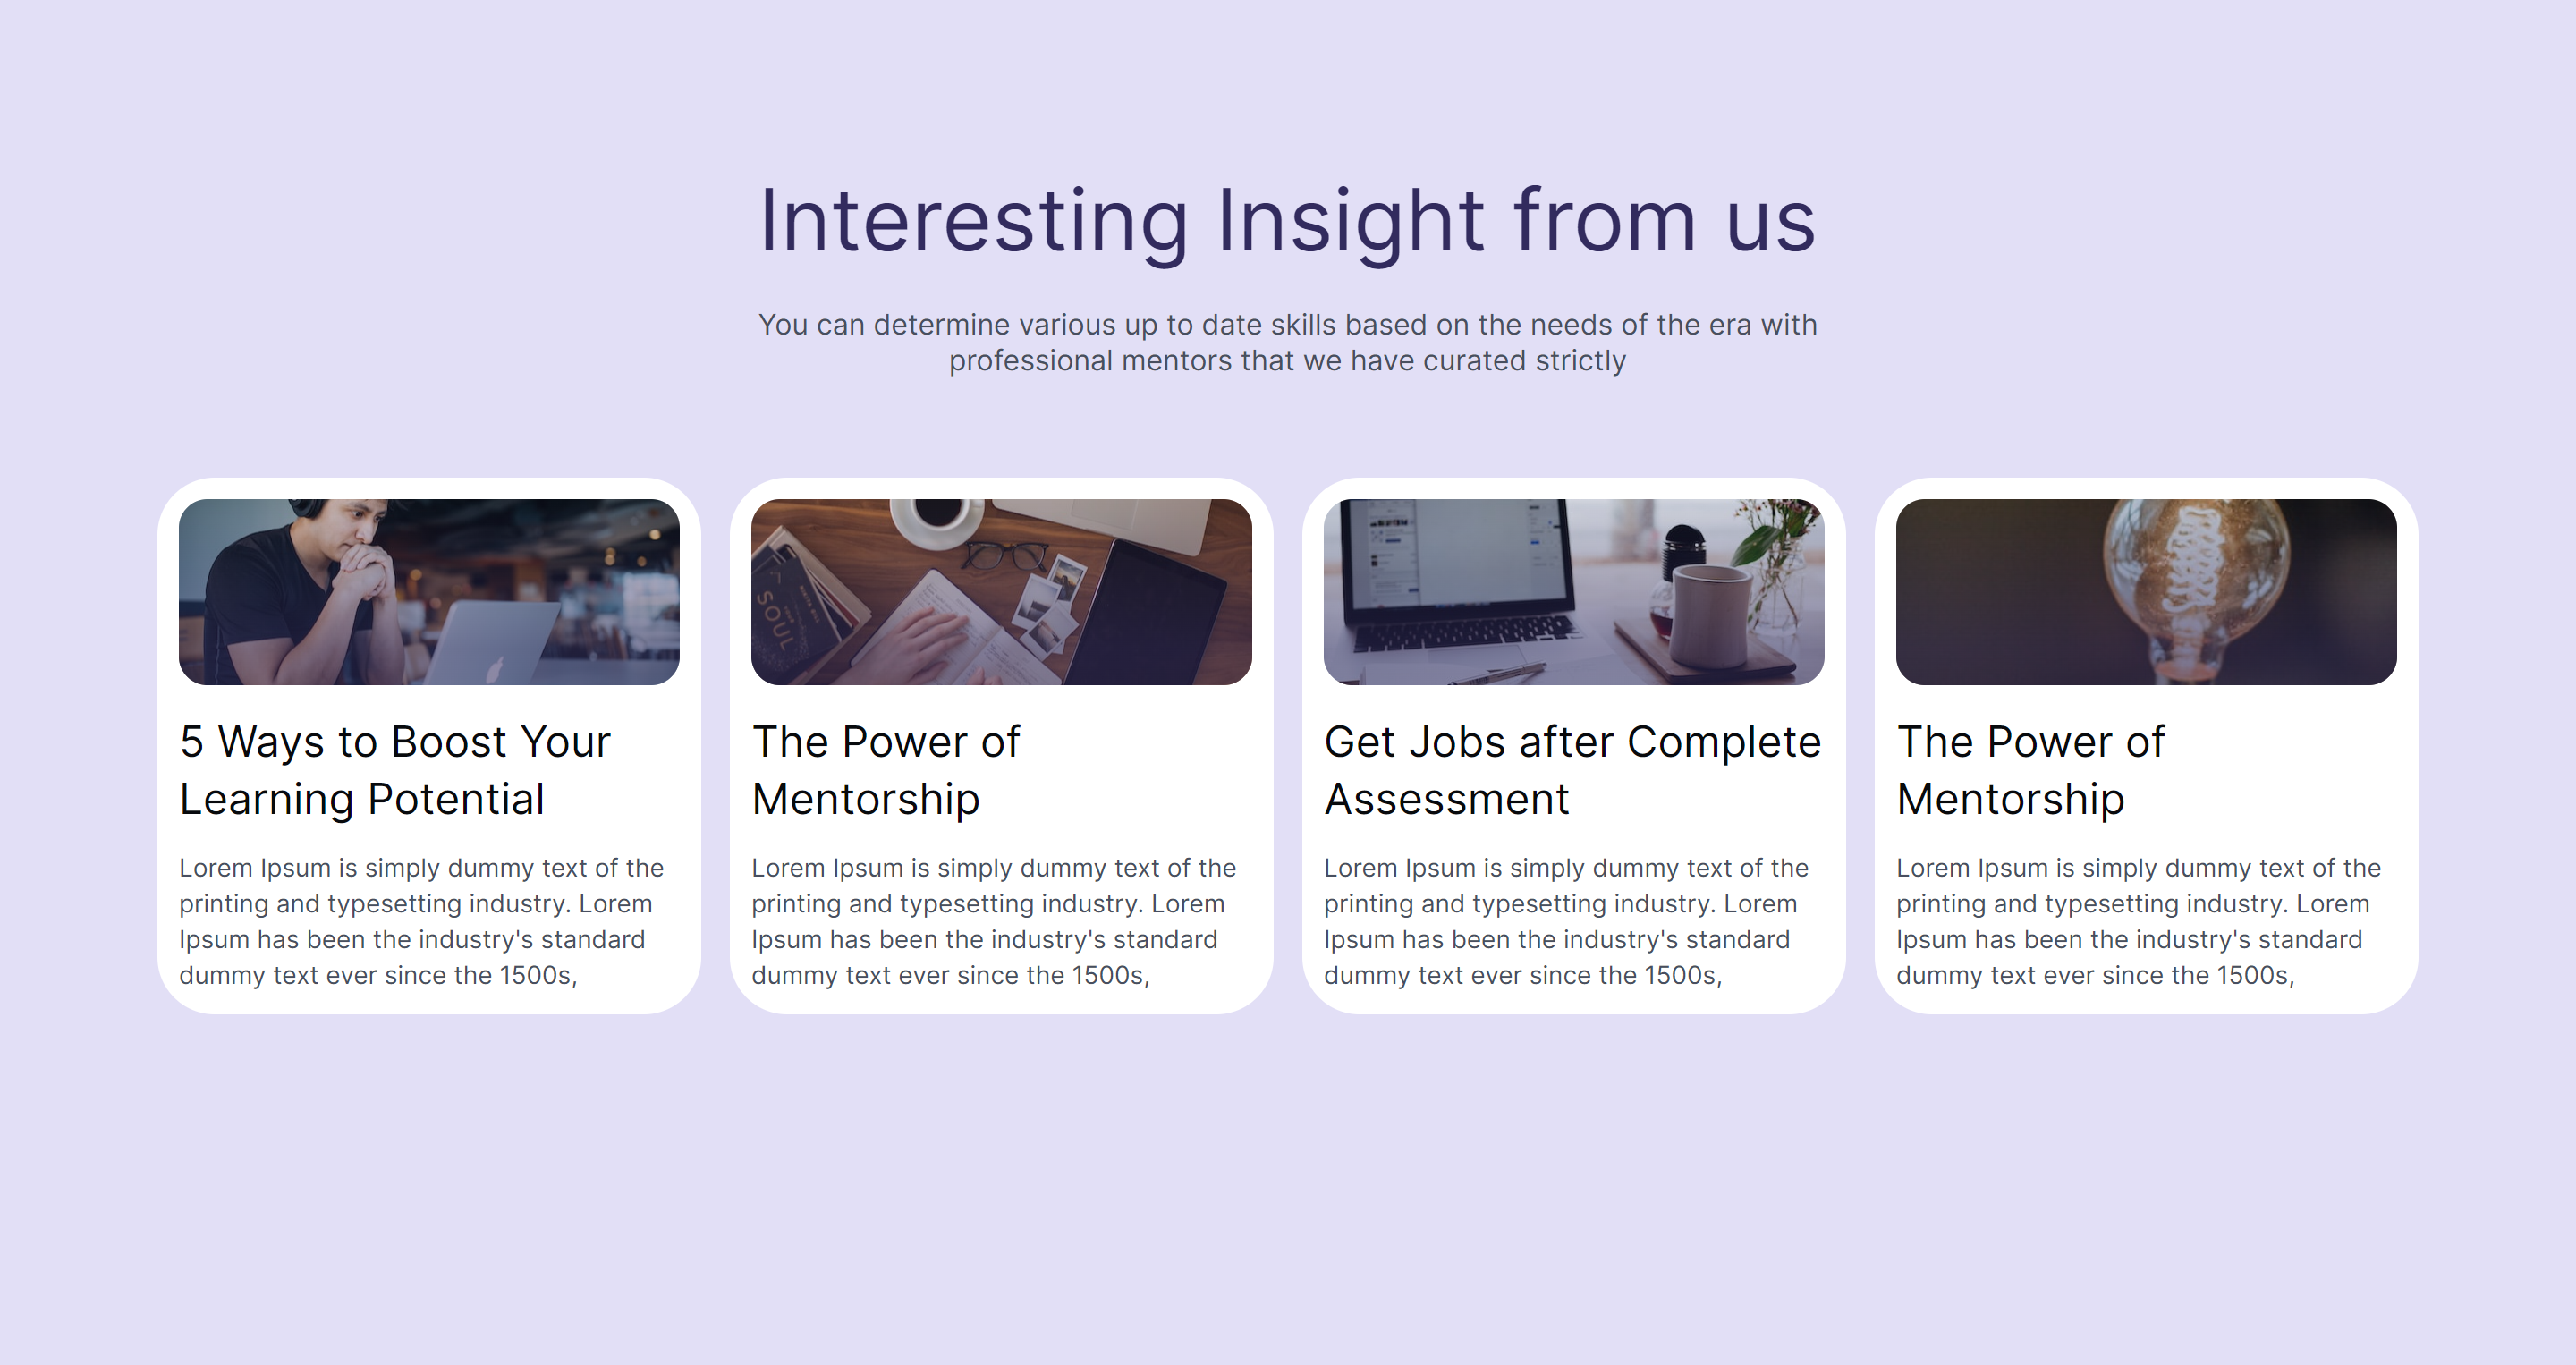 Interesting Insight from us
You can determine various up to date skills based on the needs of the era with
professional mentors that we have curated strictly
SOUL
5 Ways to Boost Your
Learning Potential
Lorem Ipsum is simply dummy text of the
printing and typesetting industry. Lorem
Ipsum has been the industry's standard
dummy text ever since the 1500s,
The Power of
Mentorship
Lorem Ipsum is simply dummy text of the
printing and typesetting industry. Lorem
Ipsum has been the industry's standard
dummy text ever since the 1500s,
Get Jobs after Complete
Assessment
Lorem Ipsum is simply dummy text of the
printing and typesetting industry. Lorem
Ipsum has been the industry's standard
dummy text ever since the 1500s,
The Power of
Mentorship
Lorem Ipsum is simply dummy text of the
printing and typesetting industry. Lorem
Ipsum has been the industry's standard
dummy text ever since the 1500s,